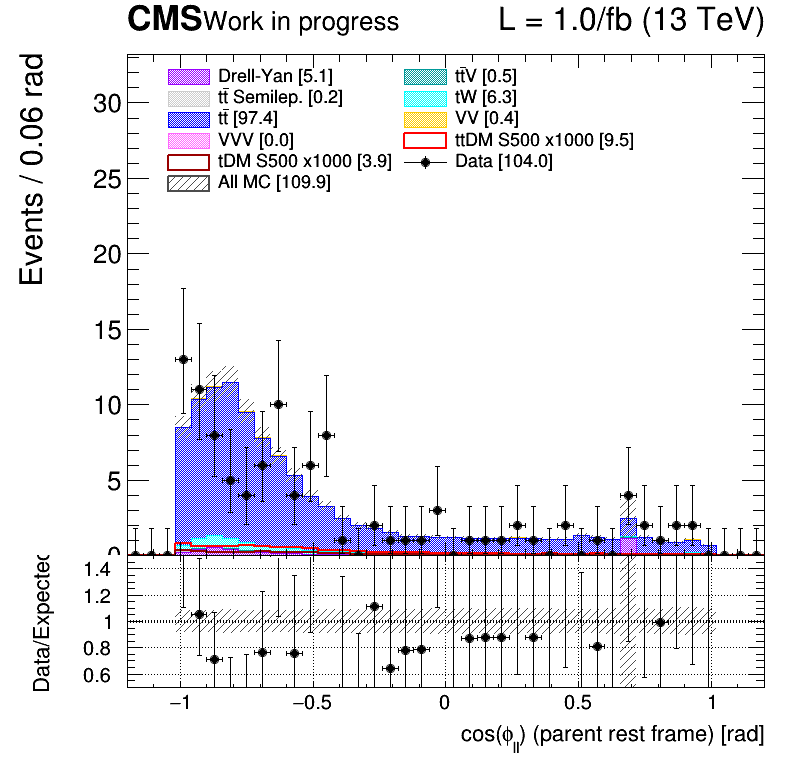 CMS Work in progress L = 1.0/fb (13 TeV)
Events / 0.06 rad
Drell-Yan [5.1] tt̄V [0.5]
tt̄ Semilep. [0.2] tW [6.3]
tt̄ [97.4] VV [0.4]
VVV [0.0] ttDM S500 x1000 [9.5]
tDM S500 x1000 [3.9] Data [104.0]
All MC [109.9]
30
25
20
15
10
5
0
Data/Expected
1.4
1.2
1
0.8
0.6
−1 −0.5 0 0.5 1
cos(ϕ_ll) (parent rest frame) [rad]